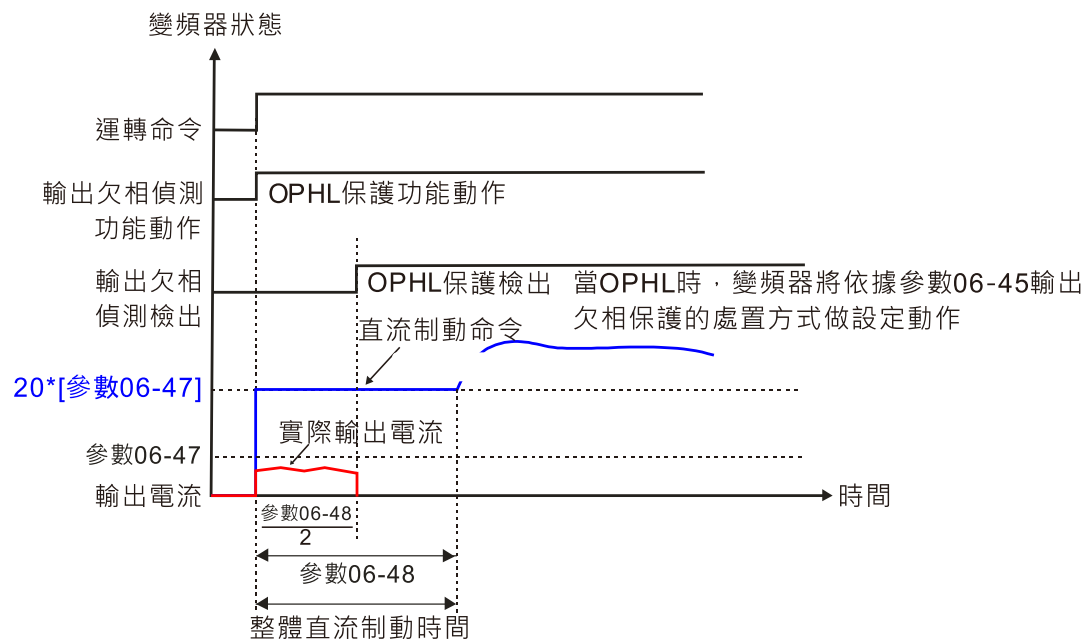 變頻器狀態
運轉命令
輸出欠相偵測
功能動作
OPHL保護功能動作
輸出欠相
偵測檢出
OPHL保護檢出
當OPHL時，變頻器將依據參數06-45輸出
欠相保護的處置方式做設定動作
直流制動命令
20*[參數06-47]
實際輸出電流
參數06-47
輸出電流
時間
參數06-48
2
參數06-48
整體直流制動時間